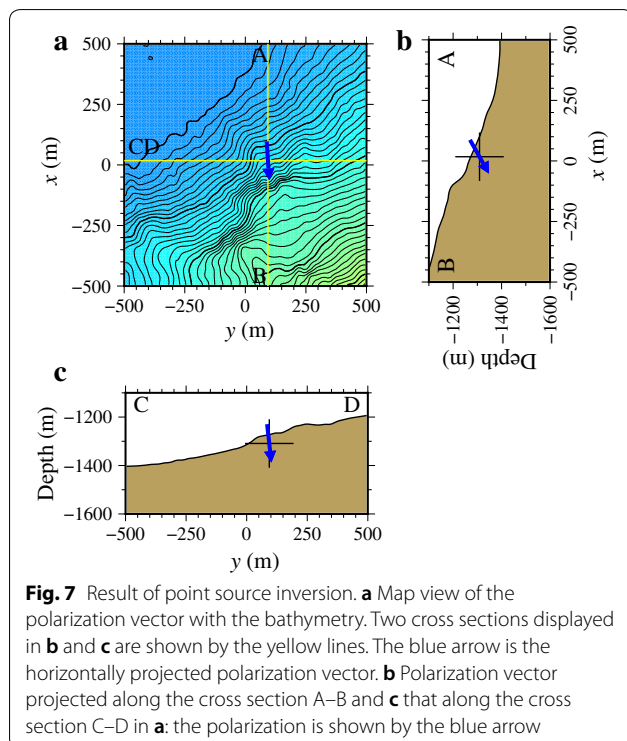 a
500
250
0
−250
−500
x (m)
A
CD
B
−500 −250 0 250 500
y (m)
b
A
B
500
250
0
−250
−500
x (m)
−1200
−1400
−1600
Depth (m)
c
C D
−1200
−1400
−1600
Depth (m)
−500 −250 0 250 500
y (m)
Fig. 7 Result of point source inversion. a Map view of the
polarization vector with the bathymetry. Two cross sections displayed
in b and c are shown by the yellow lines. The blue arrow is the
horizontally projected polarization vector. b Polarization vector
projected along the cross section A–B and c that along the cross
section C–D in a: the polarization is shown by the blue arrow